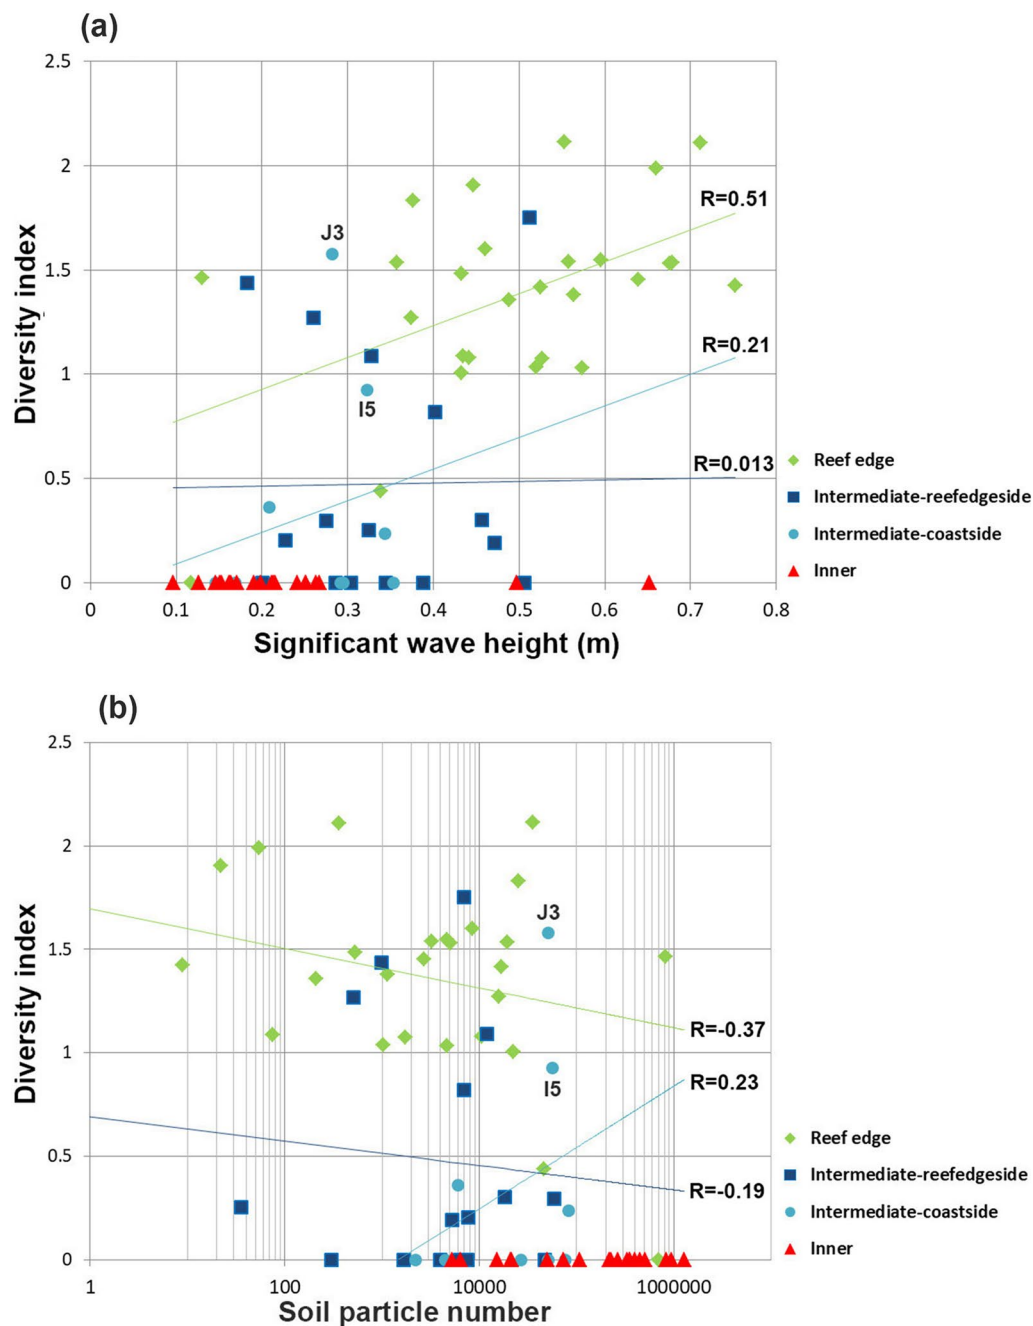 (a)
2.5
2
1.5
1
0.5
0
Diversity index
J3
I5
R=0.51
R=0.21
R=0.013
Reef edge
Intermediate-reefedgeside
Intermediate-coastside
Inner
0 0.1 0.2 0.3 0.4 0.5 0.6 0.7 0.8
Significant wave height (m)
(b)
2.5
2
1.5
1
0.5
0
Diversity index
J3
I5
R=-0.37
R=0.23
R=-0.19
Reef edge
Intermediate-reefedgeside
Intermediate-coastside
Inner
1 100 10000 1000000
Soil particle number